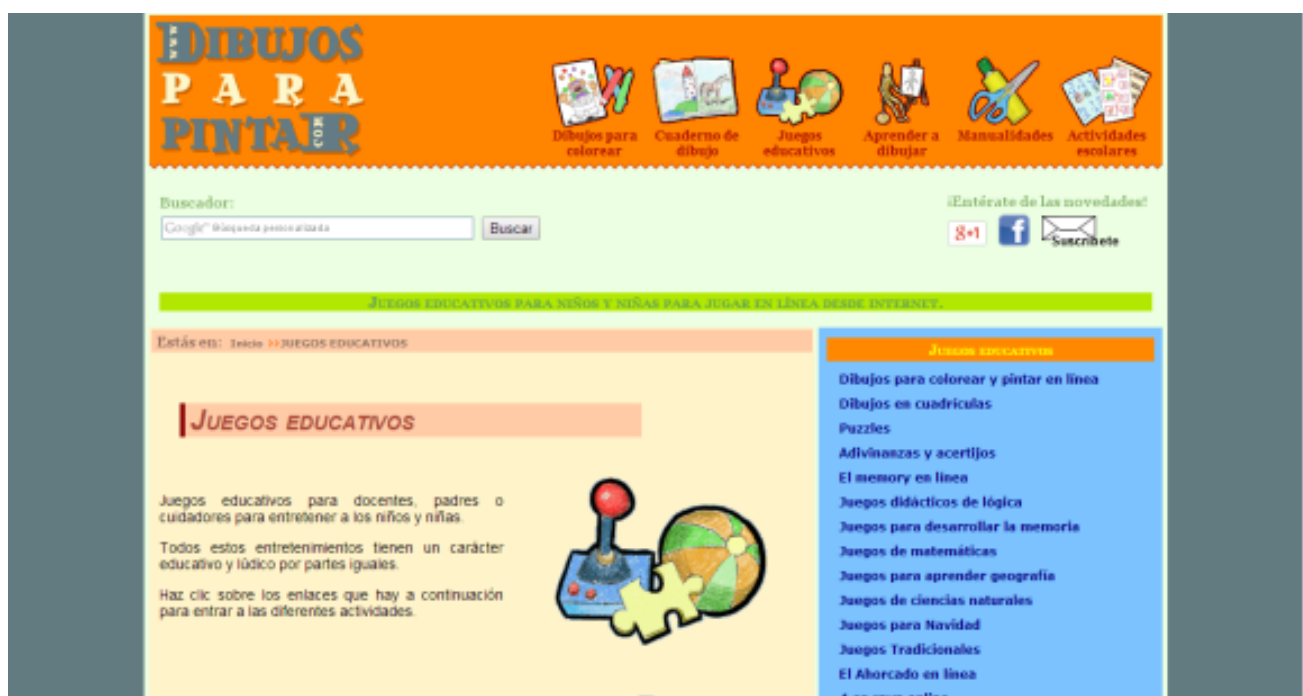 WWW DIBUJOS
PARA
PINTAR COM
Dibujos para
colorear
Cuaderno de
dibujo
Juegos
educativos
Aprender a
dibujar
Manualidades
Actividades
escolares
Buscador:
Google™ Búsqueda personalizada
Buscar
¡Entérate de las novedades!
g+1
f
Suscríbete
JUEGOS EDUCATIVOS PARA NIÑOS Y NIÑAS PARA JUGAR EN LÍNEA DESDE INTERNET.
Estás en: Inicio >>JUEGOS EDUCATIVOS
JUEGOS EDUCATIVOS
Juegos educativos para docentes, padres o
cuidadores para entretener a los niños y niñas.
Todos estos entretenimientos tienen un carácter
educativo y lúdico por partes iguales.
Haz clic sobre los enlaces que hay a continuación
para entrar a las diferentes actividades.
JUEGOS EDUCATIVOS
Dibujos para colorear y pintar en línea
Dibujos en cuadrículas
Puzzles
Adivinanzas y acertijos
El memory en línea
Juegos didácticos de lógica
Juegos para desarrollar la memoria
Juegos de matemáticas
Juegos para aprender geografía
Juegos de ciencias naturales
Juegos para Navidad
Juegos Tradicionales
El Ahorcado en línea